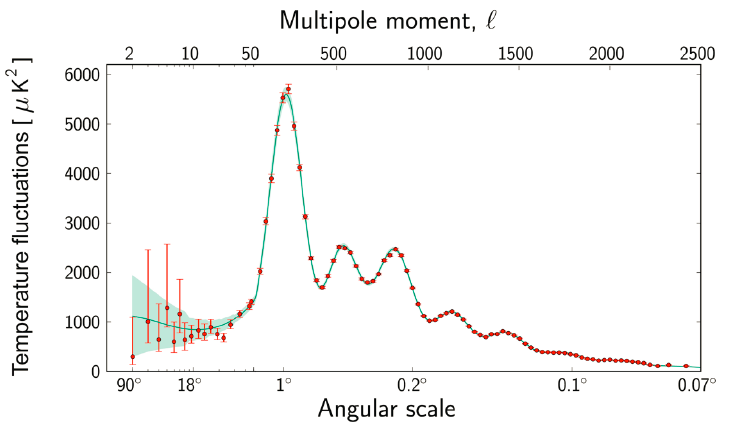 Multipole moment, ℓ
2 10 50 500 1000 1500 2000 2500
Temperature fluctuations [ μ K² ]
6000
5000
4000
3000
2000
1000
0
90° 18° 1° 0.2° 0.1° 0.07°
Angular scale